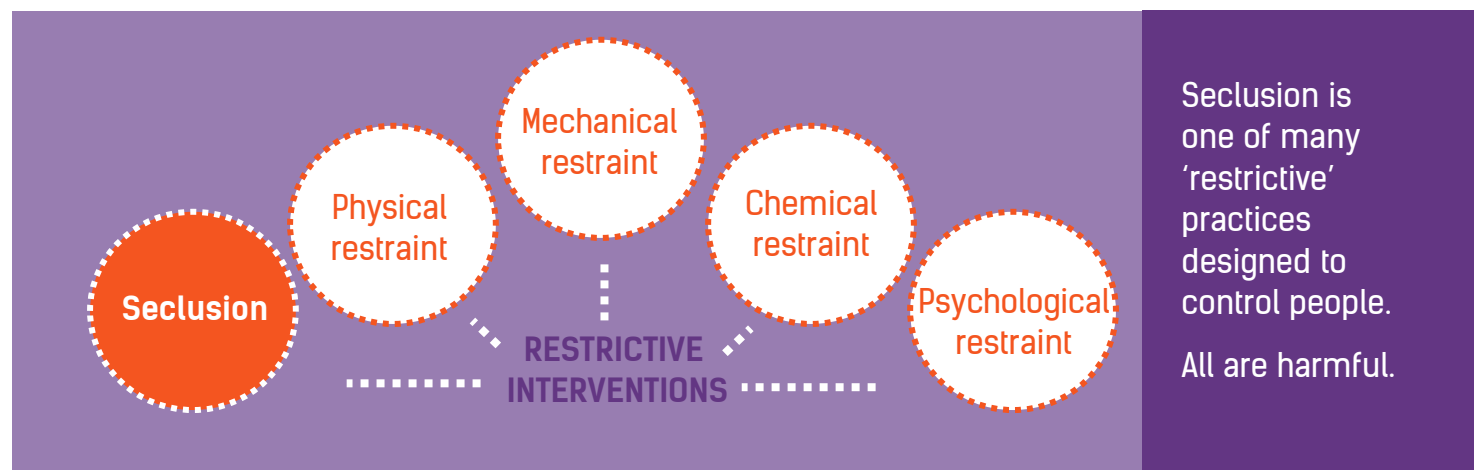 Seclusion
Physical
restraint
Mechanical
restraint
Chemical
restraint
Psychological
restraint
RESTRICTIVE
INTERVENTIONS
Seclusion is
one of many
‘restrictive’
practices
designed to
control people.
All are harmful.